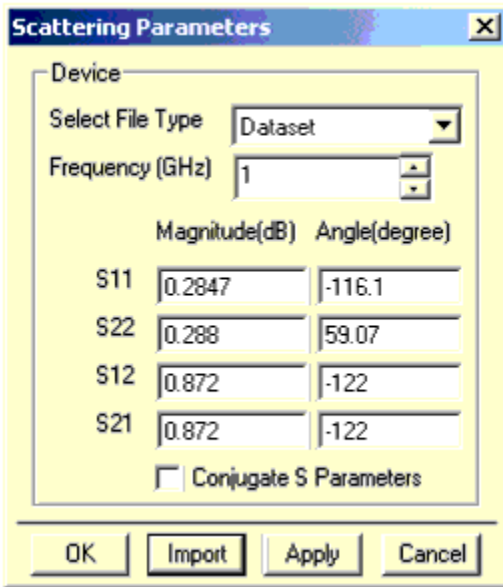 Scattering Parameters
Device
Select File Type Dataset
Frequency (GHz) 1
Magnitude(dB) Angle(degree)
S11 0.2847 -116.1
S22 0.288 59.07
S12 0.872 -122
S21 0.872 -122
Conjugate S Parameters
OK Import Apply Cancel